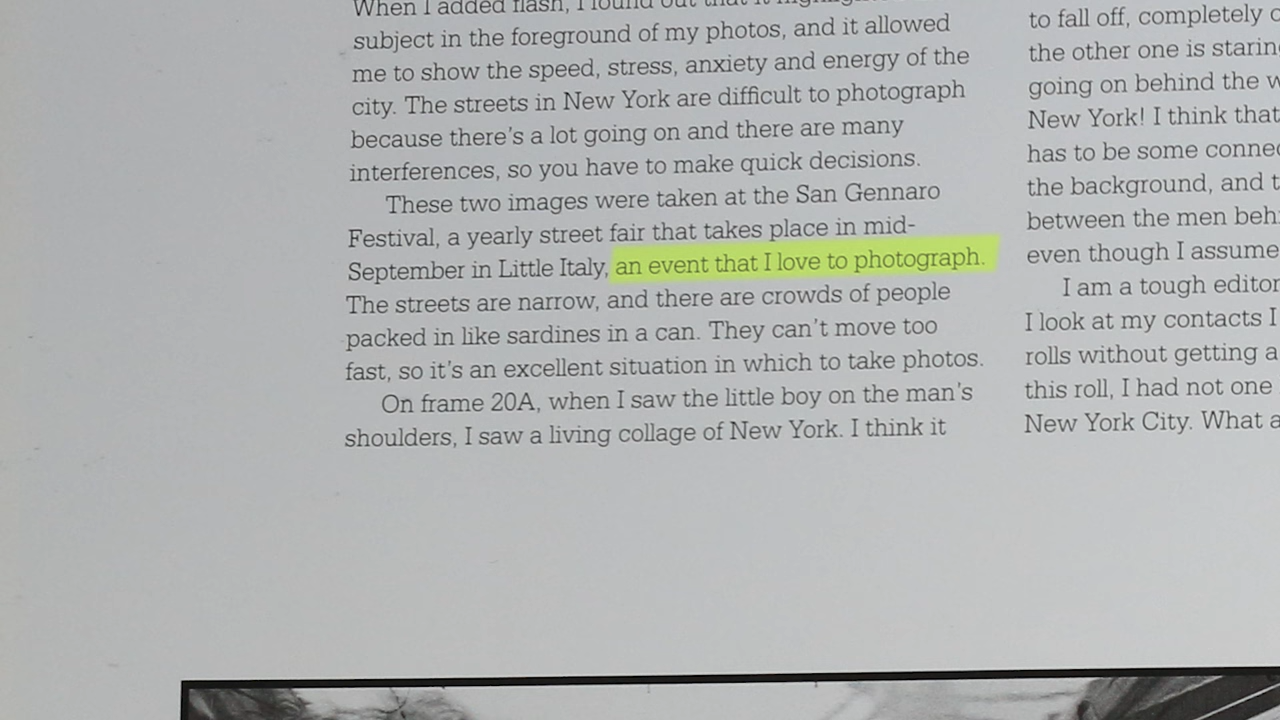 When I added flash, I found out that it
subject in the foreground of my photos, and it allowed
me to show the speed, stress, anxiety and energy of the
city. The streets in New York are difficult to photograph
because there's a lot going on and there are many
interferences, so you have to make quick decisions.
These two images were taken at the San Gennaro
Festival, a yearly street fair that takes place in mid-
September in Little Italy, an event that I love to photograph.
The streets are narrow, and there are crowds of people
packed in like sardines in a can. They can't move too
fast, so it's an excellent situation in which to take photos.
On frame 20A, when I saw the little boy on the man's
shoulders, I saw a living collage of New York. I think it
to fall off, completely
the other one is starin
going on behind the
New York! I think that
has to be some connec
the background, and
between the men beh
even though I assume
I am a tough editor
I look at my contacts I
rolls without getting a
this roll, I had not one
New York City. What a